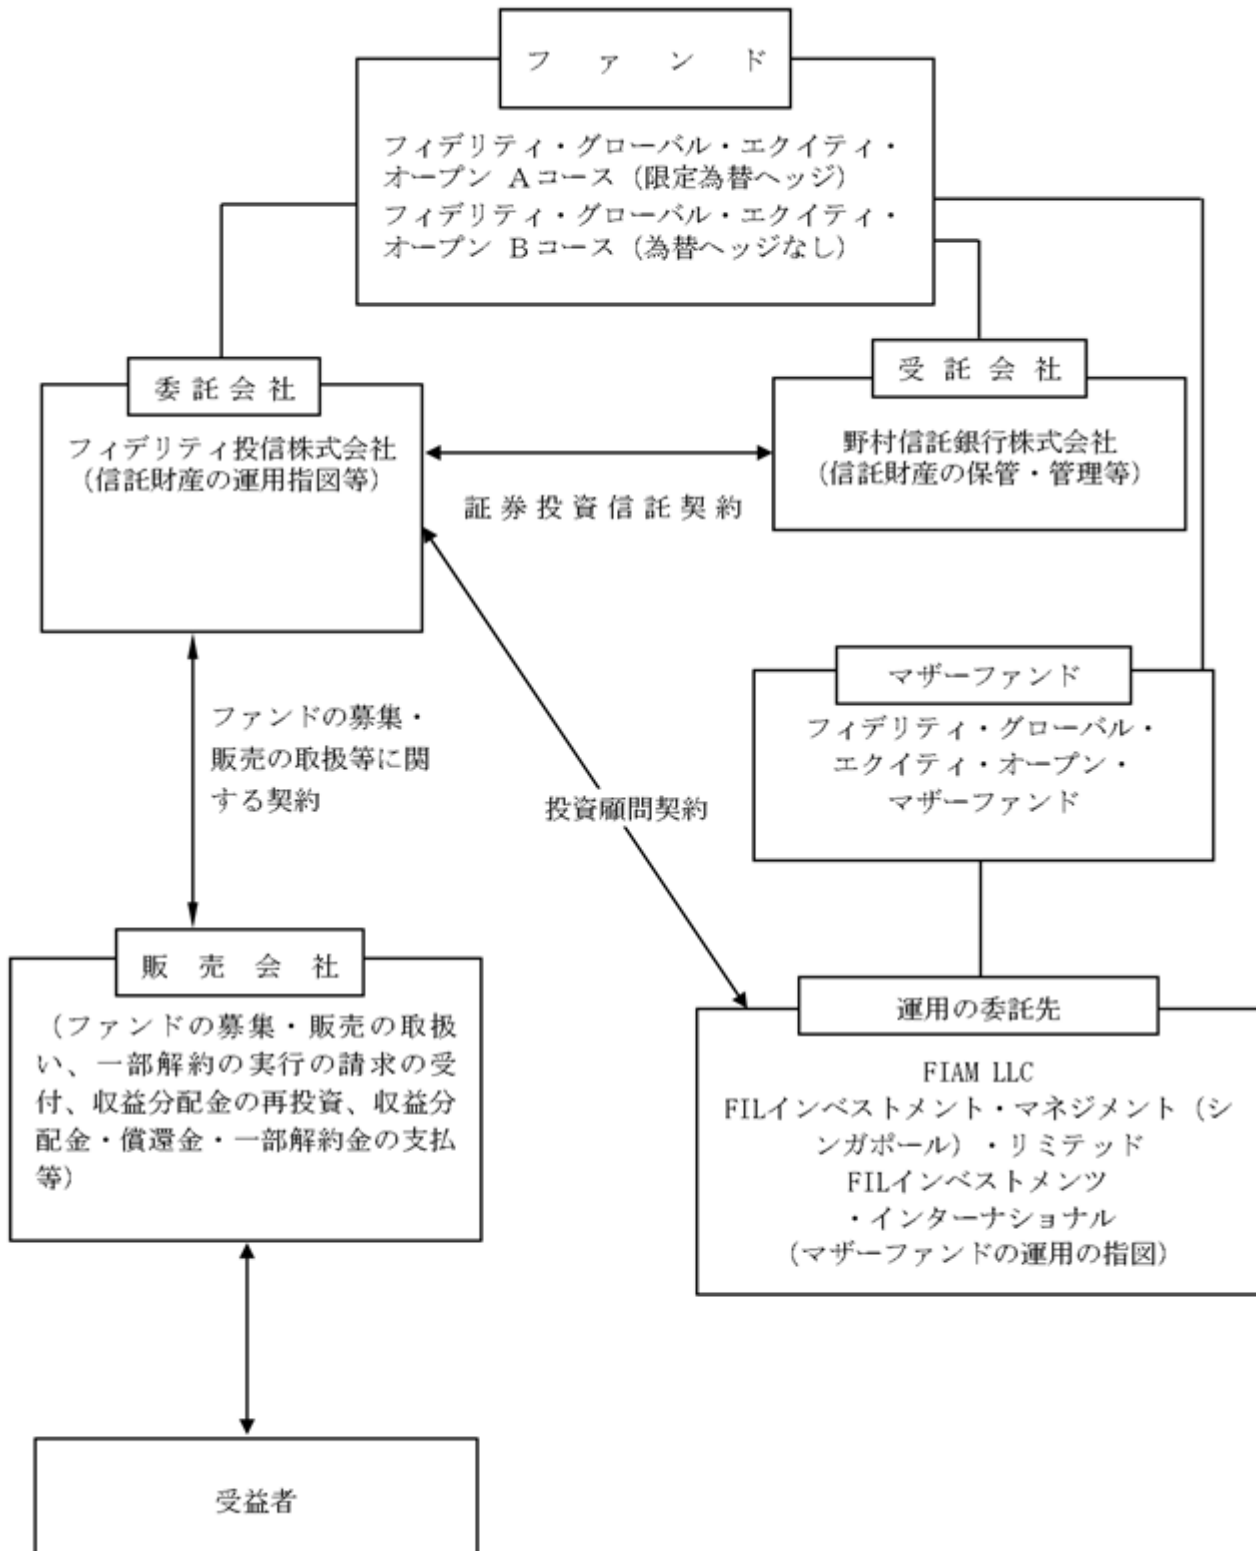 ファンド
フィデリティ・グローバル・エクイティ・
オープン Ａコース（限定為替ヘッジ）
フィデリティ・グローバル・エクイティ・
オープン Ｂコース（為替ヘッジなし）
委託会社
フィデリティ投信株式会社
（信託財産の運用指図等）
受託会社
野村信託銀行株式会社
（信託財産の保管・管理等）
証券投資信託契約
ファンドの募集・
販売の取扱等に関
する契約
投資顧問契約
マザーファンド
フィデリティ・グローバル・
エクイティ・オープン・
マザーファンド
販売会社
（ファンドの募集・販売の取扱
い、一部解約の実行の請求の受
付、収益分配金の再投資、収益分
配金・償還金・一部解約金の支払
等）
運用の委託先
FIAM LLC
FILインベストメント・マネジメント（シ
ンガポール）・リミテッド
FILインベストメンツ
・インターナショナル
（マザーファンドの運用の指図）
受益者